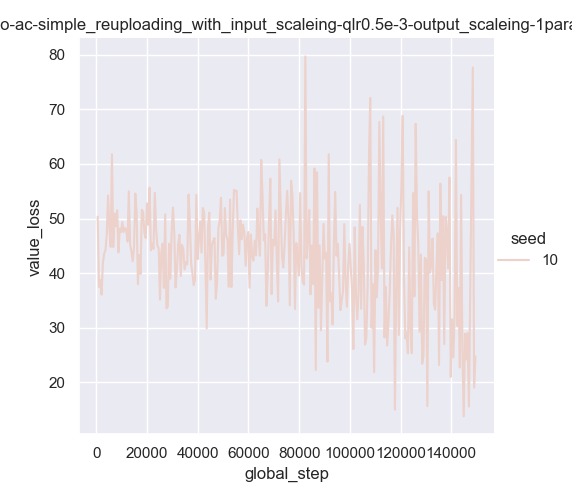 o-ac-simple_reuploading_with_input_scaleing-qlr0.5e-3-output_scaleing-1para
80
70
60
50
40
30
20
value_loss
0 20000 40000 60000 80000 100000 120000 140000
global_step
seed
10